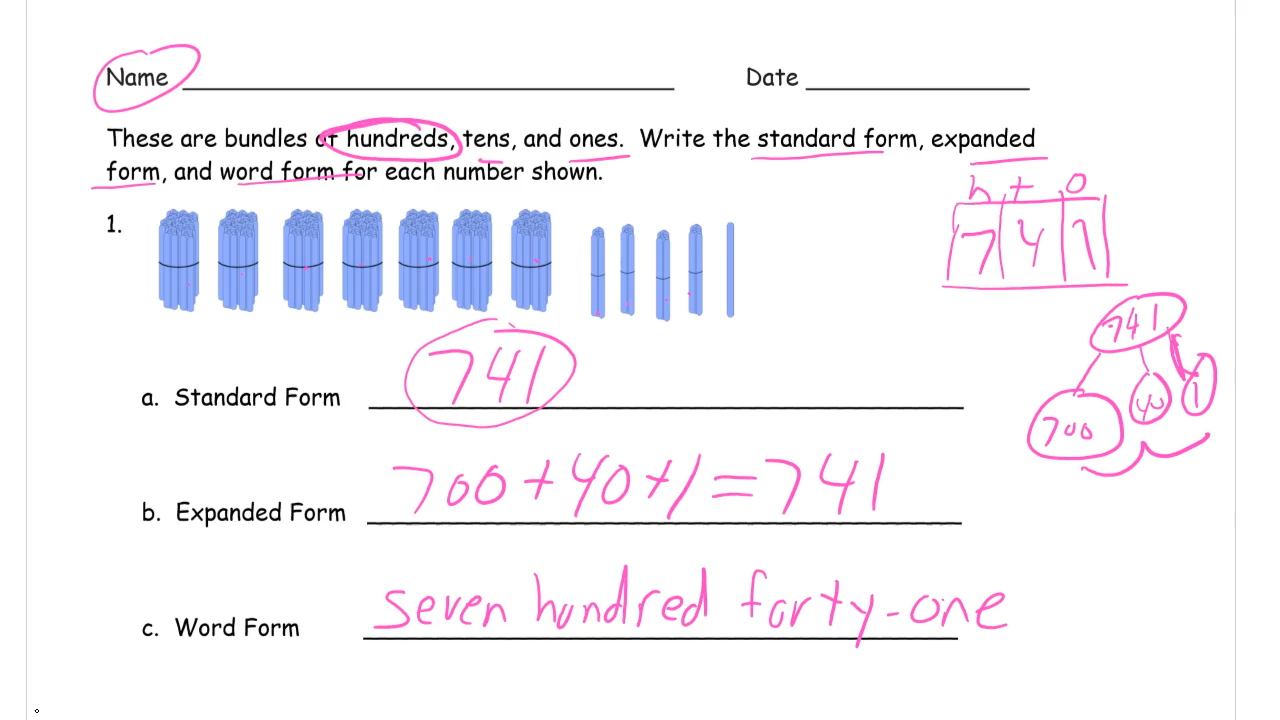 Name Date
These are bundles of hundreds, tens, and ones. Write the standard form, expanded
form, and word form for each number shown.
h t o
1.
7 4 1
741
741
a. Standard Form
40 1
700
700+40+1=741
b. Expanded Form
seven hundred forty-one
c. Word Form